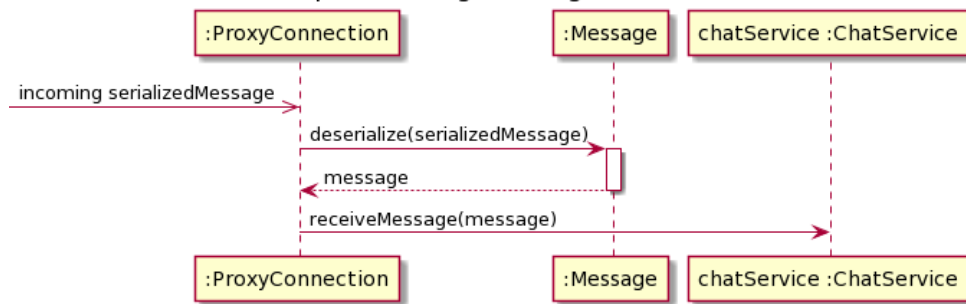 :ProxyConnection :Message chatService :ChatService
incoming serializedMessage
deserialize(serializedMessage)
message
receiveMessage(message)
:ProxyConnection :Message chatService :ChatService